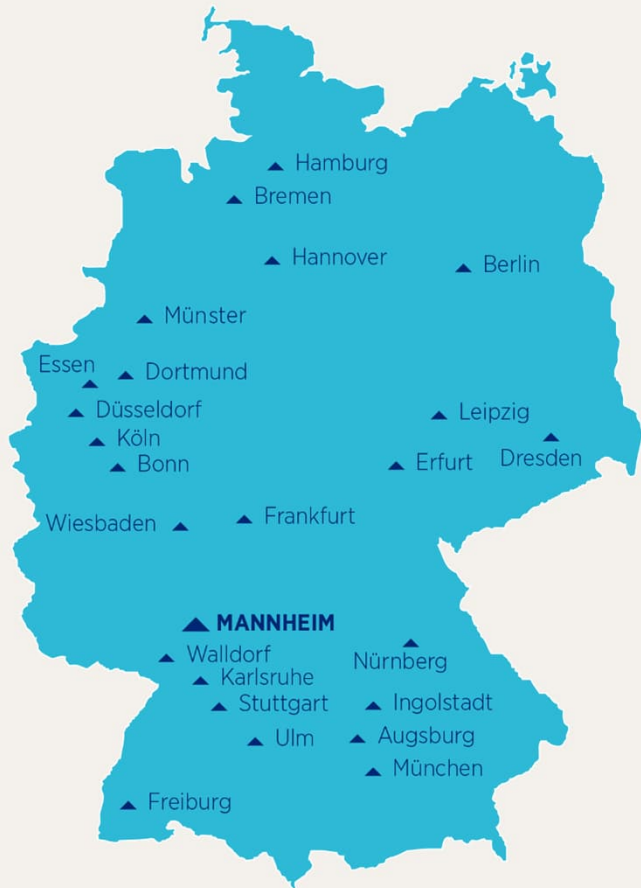 Hamburg
Bremen
Hannover
Berlin
Münster
Essen
Dortmund
Düsseldorf
Leipzig
Köln
Dresden
Bonn
Erfurt
Wiesbaden
Frankfurt
MANNHEIM
Walldorf
Nürnberg
Karlsruhe
Stuttgart
Ingolstadt
Ulm
Augsburg
München
Freiburg